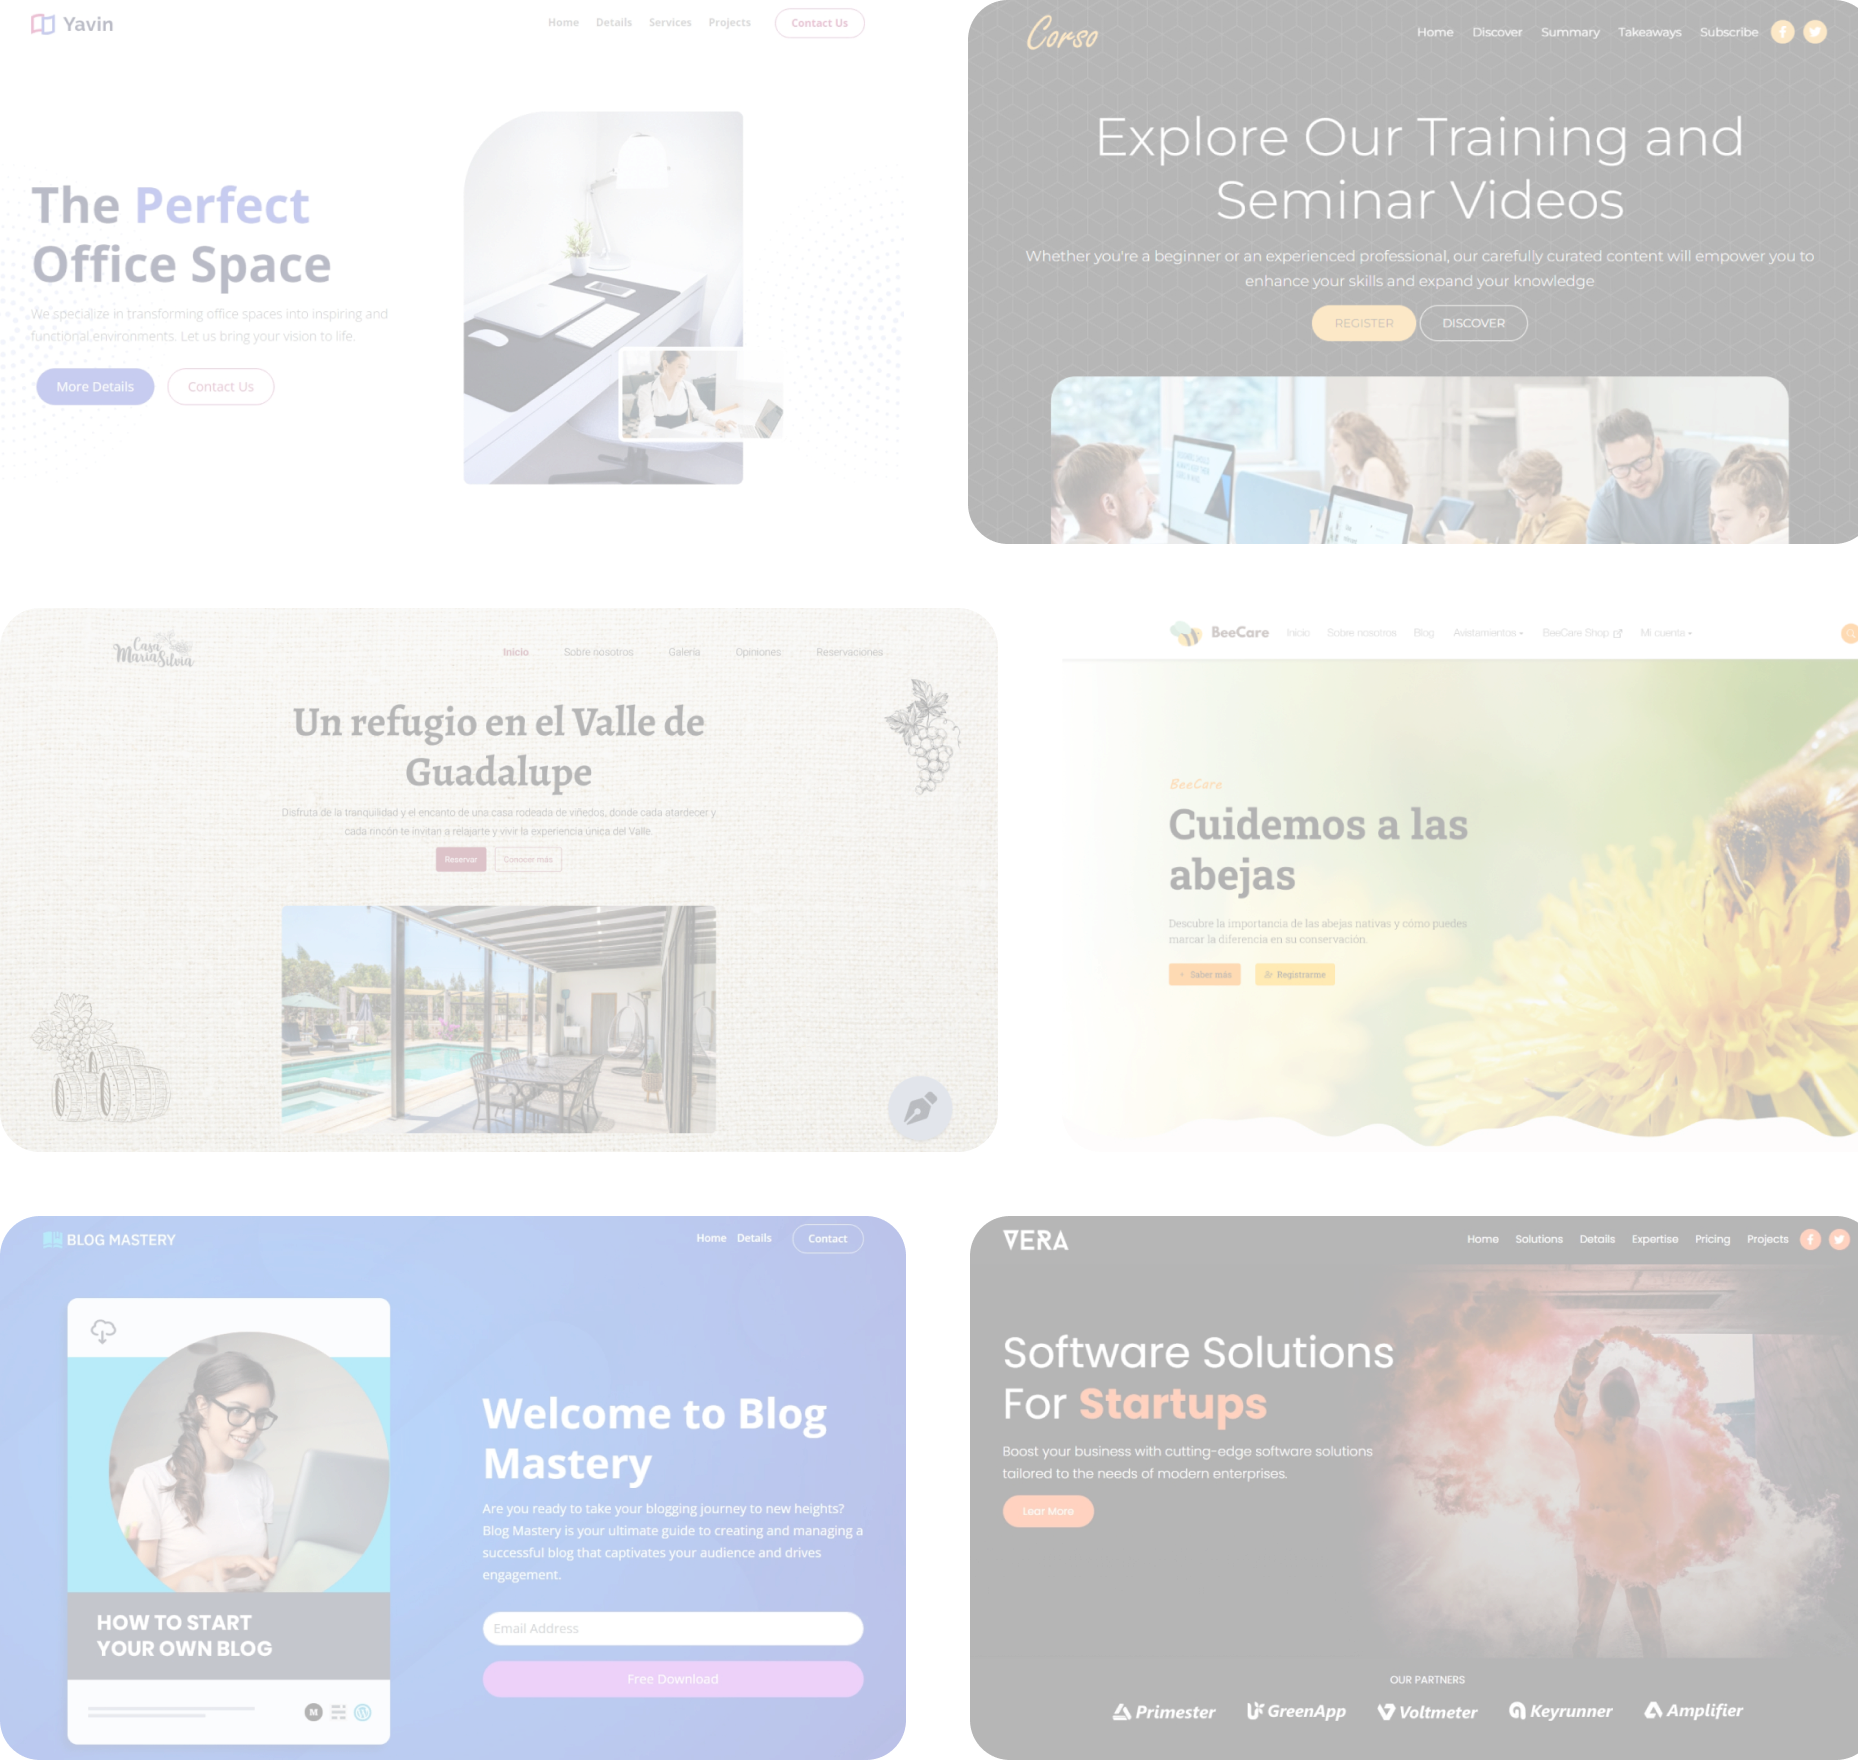 Yavin
Home Details Services Projects Contact Us
The Perfect
Office Space
We specialize in transforming office spaces into inspiring and
functional environments. Let us bring your vision to life.
More Details Contact Us
Corso
Home Discover Summary Takeaways Subscribe
Explore Our Training and
Seminar Videos
Whether you're a beginner or an experienced professional, our carefully curated content will empower you to
enhance your skills and expand your knowledge
REGISTER DISCOVER
Casa
María Silvia
Inicio Sobre nosotros Galería Opiniones Reservaciones
Un refugio en el Valle de
Guadalupe
Disfruta de la tranquilidad y el encanto de una casa rodeada de viñedos, donde cada atardecer y
cada rincón te invitan a relajarte y vivir la experiencia única del Valle.
Reservar Conocer más
BeeCare Inicio Sobre nosotros Blog Avistamientos BeeCare Shop Mi cuenta
BeeCare
Cuidemos a las
abejas
Descubre la importancia de las abejas nativas y cómo puedes
marcar la diferencia en su conservación.
Saber más Registrarme
BLOG MASTERY
Home Details Contact
HOW TO START
YOUR OWN BLOG
M
Welcome to Blog
Mastery
Are you ready to take your blogging journey to new heights?
Blog Mastery is your ultimate guide to creating and managing a
successful blog that captivates your audience and drives
engagement.
Email Address
Free Download
VERA
Home Solutions Details Expertise Pricing Projects
Software Solutions
For Startups
Boost your business with cutting-edge software solutions
tailored to the needs of modern enterprises.
Lear More
OUR PARTNERS
Primester GreenApp Voltmeter Keyrunner Amplifier